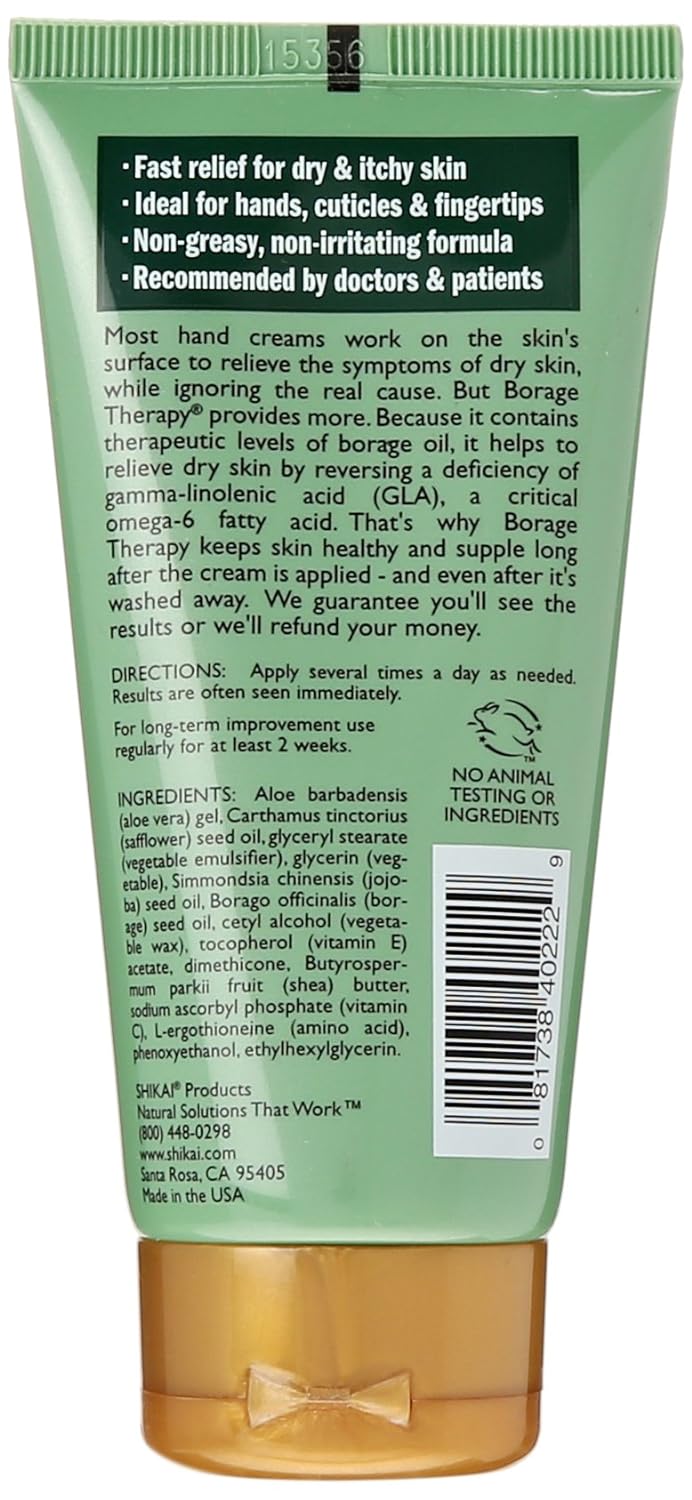 15356
· Fast relief for dry & itchy skin
· Ideal for hands, cuticles & fingertips
· Non-greasy, non-irritating formula
· Recommended by doctors & patients
Most hand creams work on the skin's
surface to relieve the symptoms of dry skin,
while ignoring the real cause. But Borage
Therapy® provides more. Because it contains
therapeutic levels of borage oil, it helps to
relieve dry skin by reversing a deficiency of
gamma-linolenic acid (GLA), a critical
omega-6 fatty acid. That's why Borage
Therapy keeps skin healthy and supple long
after the cream is applied - and even after it's
washed away. We guarantee you'll see the
results or we'll refund your money.
DIRECTIONS: Apply several times a day as needed.
Results are often seen immediately.
For long-term improvement use
regularly for at least 2 weeks.
TM
NO ANIMAL
TESTING OR
INGREDIENTS
INGREDIENTS: Aloe barbadensis
(aloe vera) gel, Carthamus tinctorius
(safflower) seed oil, glyceryl stearate
(vegetable emulsifier), glycerin (veg-
etable), Simmondsia chinensis (jojo-
ba) seed oil, Borago officinalis (bor-
age) seed oil, cetyl alcohol (vegeta-
ble wax), tocopherol (vitamin E)
acetate, dimethicone, Butyrosper-
mum parkii fruit (shea) butter,
sodium ascorbyl phosphate (vitamin
C), L-ergothioneine (amino acid),
phenoxyethanol, ethylhexylglycerin.
0 81738 40222 9
SHIKAI® Products
Natural Solutions That Work™
(800) 448-0298
www.shikai.com
Santa Rosa, CA 95405
Made in the USA